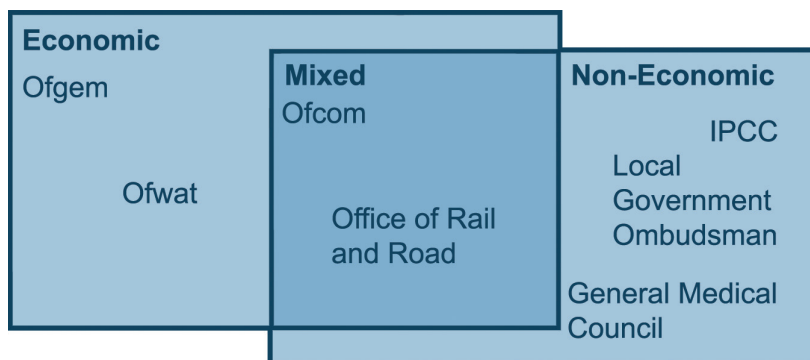 Economic
Ofgem
Ofwat
Mixed
Ofcom
Office of Rail
and Road
Non-Economic
IPCC
Local
Government
Ombudsman
General Medical
Council